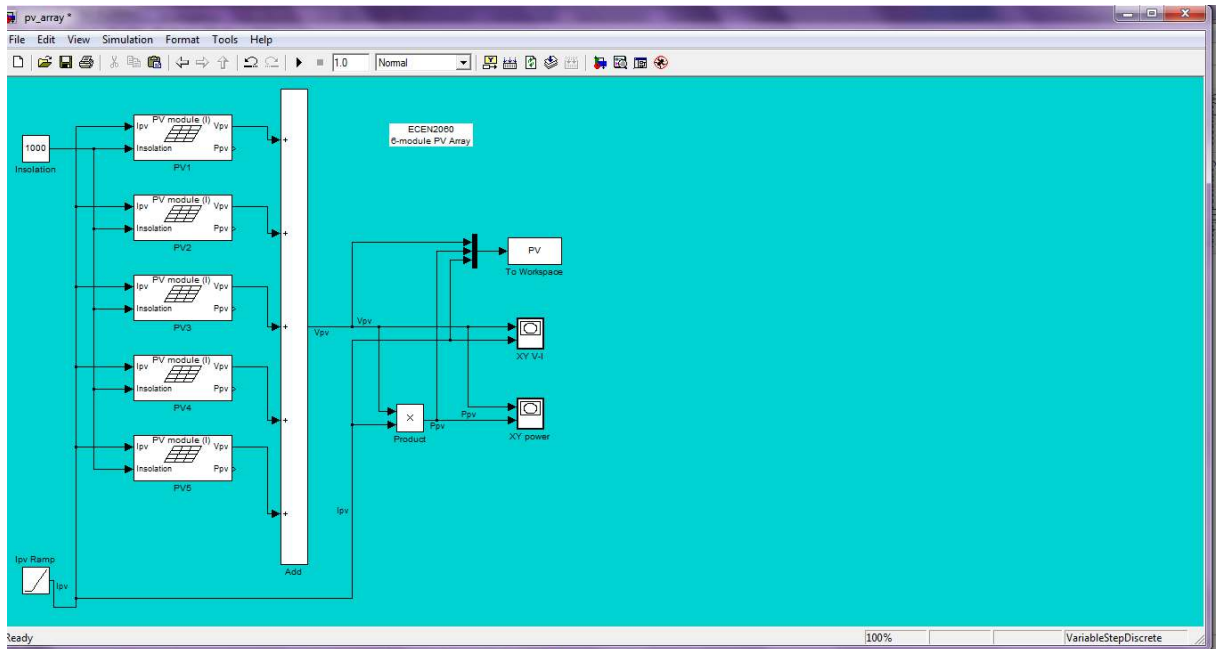 pv_array *
File Edit View Simulation Format Tools Help
1.0 Normal
ECEN2060
6-module PV Array
1000
Insolation
PV module (I)
Ipv Vpv
Insolation Ppv
PV1
PV module (I)
Ipv Vpv
Insolation Ppv
PV2
PV module (I)
Ipv Vpv
Insolation Ppv
PV3
PV module (I)
Ipv Vpv
Insolation Ppv
PV4
PV module (I)
Ipv Vpv
Insolation Ppv
PV5
Ipv Ramp
Ipv
+
+
+
+
+
Add
Vpv
Vpv
PV
To Workspace
XY V-I
×
Product
Ppv
Ppv
XY power
Ipv
Ready 100% VariableStepDiscrete